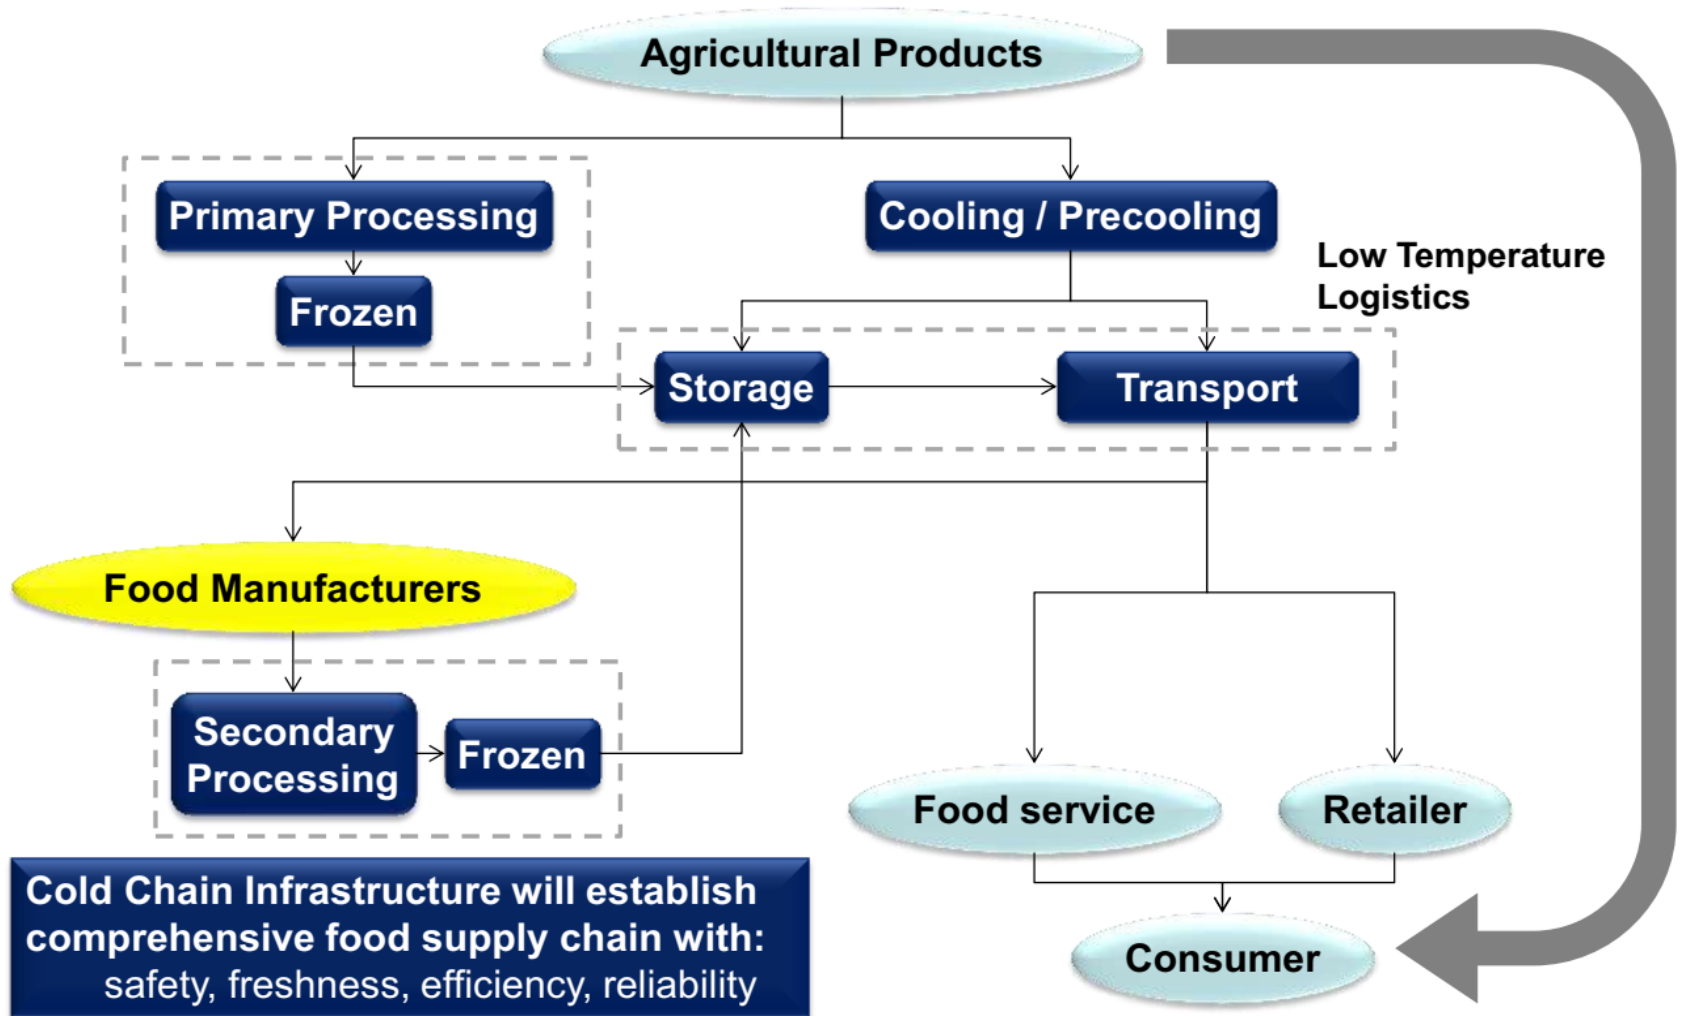 Agricultural Products
Primary Processing
Cooling / Precooling
Low Temperature
Logistics
Frozen
Storage
Transport
Food Manufacturers
Secondary
Processing
Frozen
Food service
Retailer
Cold Chain Infrastructure will establish
comprehensive food supply chain with:
safety, freshness, efficiency, reliability
Consumer